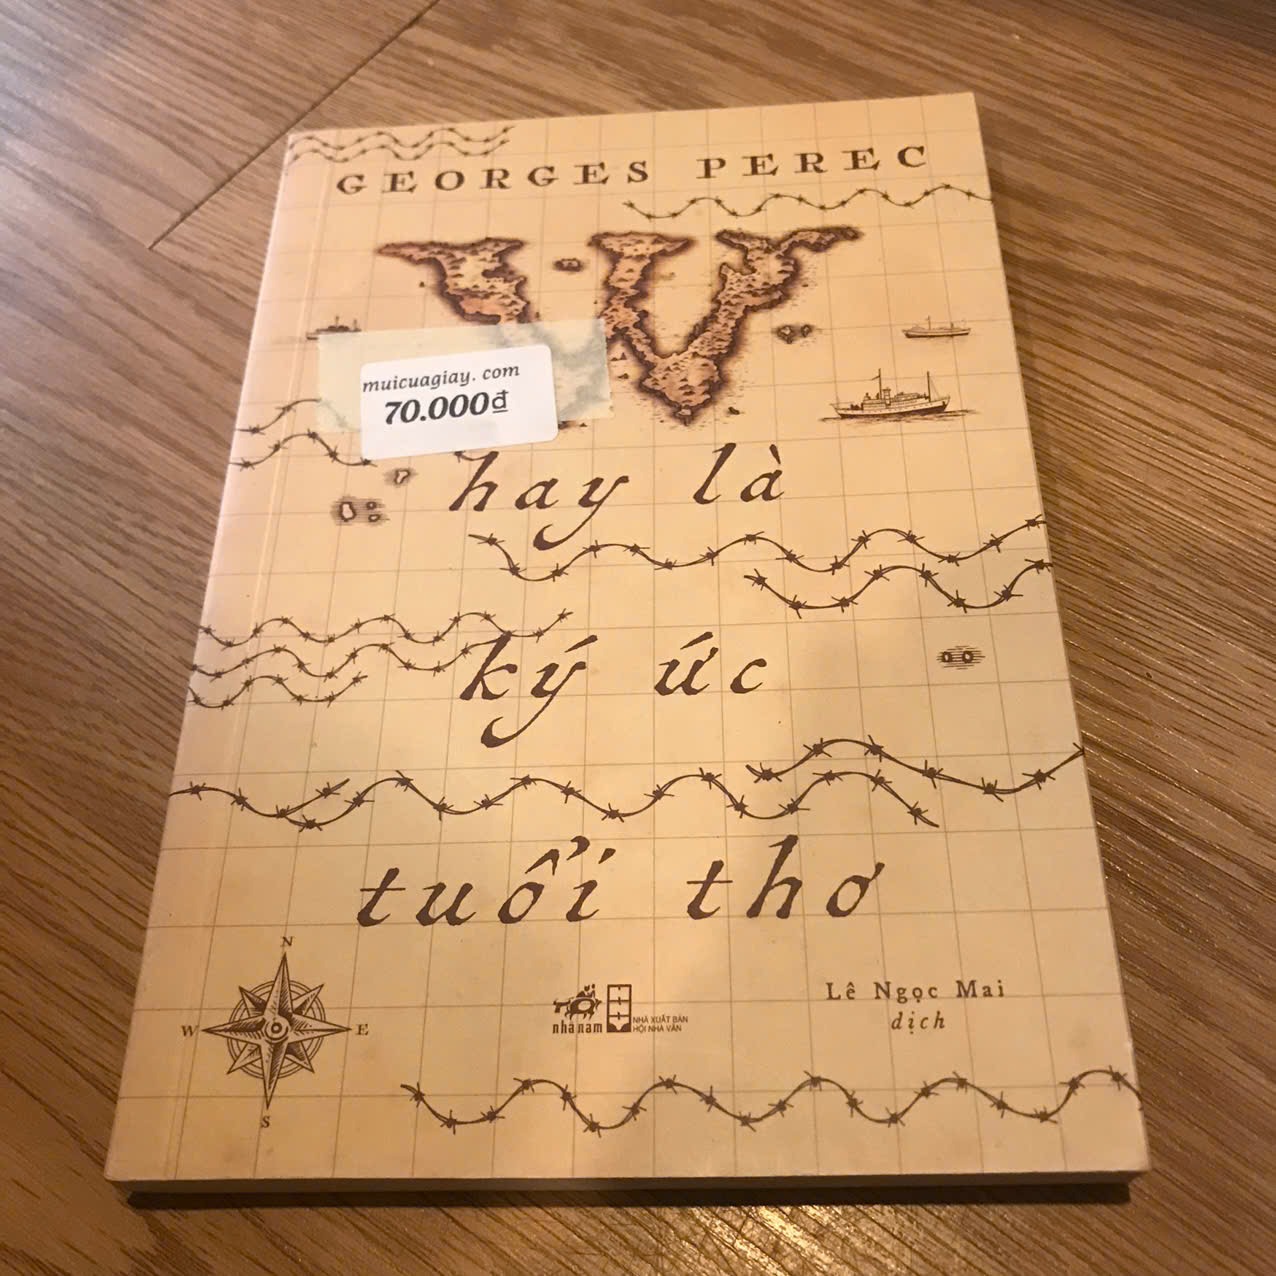 GEORGES PEREC
W
muicuagiay. com
70.000₫
hay là
ký ức
tuổi thơ
N
W E
S
nhã nam
NHÀ XUẤT BẢN
HỘI NHÀ VĂN
Lê Ngọc Mai
dịch